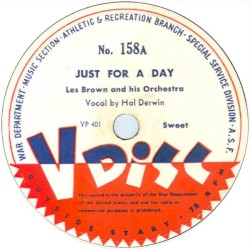 WAR DEPARTMENT · MUSIC SECTION · ATHLETIC & RECREATION BRANCH · SPECIAL SERVICE DIVISION · A.S.F.
No. 158A
JUST FOR A DAY
Les Brown and his Orchestra
Vocal by Hal Derwin
VP 401
Sweet
V Disc
This record is the property of the War Department
of the United States and use for radio or
commercial purposes is prohibited.
OUTSIDE START · 78 RPM